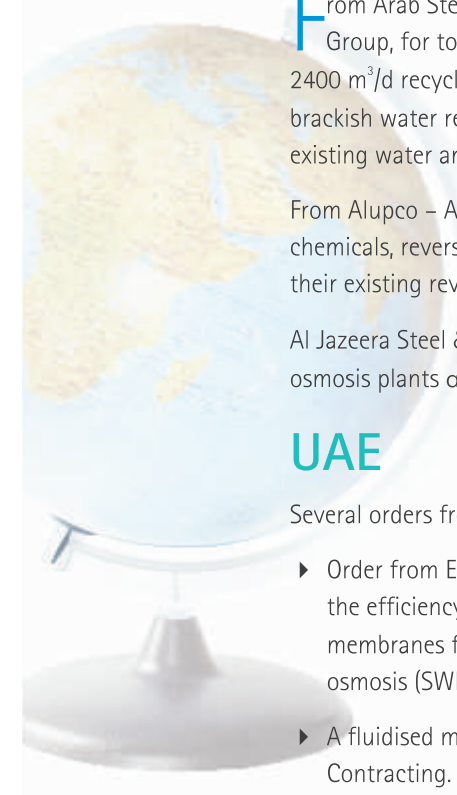 From Arab Ste
Group, for to
2400 m³/d recycl
brackish water re
existing water an
From Alupco – A
chemicals, revers
their existing rev
Al Jazeera Steel &
osmosis plants a
UAE
Several orders fr
Order from E
the efficiency
membranes f
osmosis (SW
A fluidised m
Contracting.